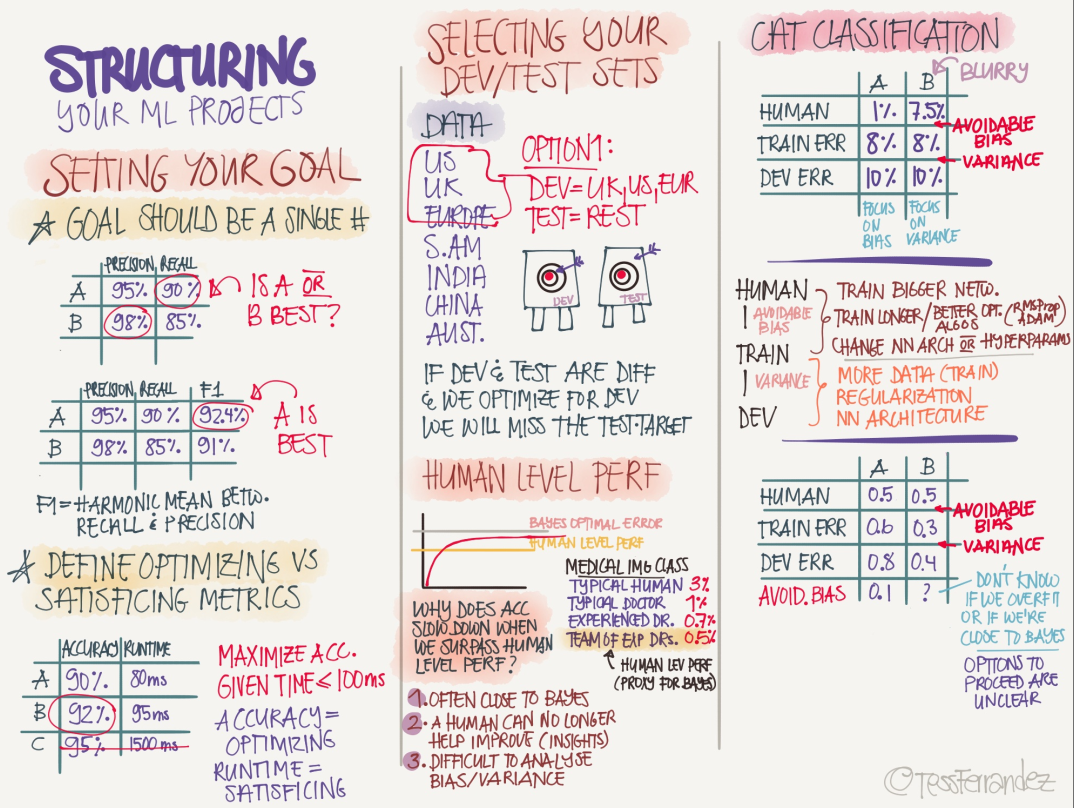 STRUCTURING
YOUR ML PROJECTS
SETTING YOUR GOAL
GOAL SHOULD BE A SINGLE #
PRECISION RECALL
A 95% 90%
B 98% 85%
IS A OR
B BEST?
PRECISION RECALL F1
A 95% 90% 92.4%
B 98% 85% 91%
A IS
BEST
F1 = HARMONIC MEAN BETW.
RECALL & PRECISION
DEFINE OPTIMIZING VS
SATISFICING METRICS
ACCURACY RUNTIME
A 90% 80ms
B 92% 95ms
C 95% 1500ms
MAXIMIZE ACC.
GIVEN TIME ≤ 100ms
ACCURACY =
OPTIMIZING
RUNTIME =
SATISFICING
SELECTING YOUR
DEV/TEST SETS
DATA
US
UK
EUROPE
S.AM
INDIA
CHINA
AUST.
OPTION1:
DEV = UK, US, EUR
TEST = REST
DEV
TEST
IF DEV & TEST ARE DIFF
& WE OPTIMIZE FOR DEV
WE WILL MISS THE TEST-TARGET
HUMAN LEVEL PERF
BAYES OPTIMAL ERROR
HUMAN LEVEL PERF
WHY DOES ACC
SLOW DOWN WHEN
WE SURPASS HUMAN
LEVEL PERF?
MEDICAL IMG CLASS
TYPICAL HUMAN 3%
TYPICAL DOCTOR 1%
EXPERIENCED DR. 0.7%
TEAM OF EXP DRS. 0.5%
HUMAN LEV PERF
(PROXY FOR BAYES)
1. OFTEN CLOSE TO BAYES
2. A HUMAN CAN NO LONGER
HELP IMPROVE (INSIGHTS)
3. DIFFICULT TO ANALYSE
BIAS/VARIANCE
CAT CLASSIFICATION
BLURRY
A B
HUMAN 1% 7.5%
TRAIN ERR 8% 8%
DEV ERR 10% 10%
AVOIDABLE
BIAS
VARIANCE
FOCUS
ON
BIAS
FOCUS
ON
VARIANCE
HUMAN
AVOIDABLE
BIAS
TRAIN
VARIANCE
DEV
TRAIN BIGGER NETW.
TRAIN LONGER/BETTER OPT. ALGOS (RMSProp, ADAM)
CHANGE NN ARCH OR HYPERPARAMS
MORE DATA (TRAIN)
REGULARIZATION
NN ARCHITECTURE
A B
HUMAN 0.5 0.5
TRAIN ERR 0.6 0.3
DEV ERR 0.8 0.4
AVOID. BIAS 0.1 ?
AVOIDABLE
BIAS
VARIANCE
DON'T KNOW
IF WE OVERFIT
OR IF WE'RE
CLOSE TO BAYES
OPTIONS TO
PROCEED ARE
UNCLEAR
©TessFerrandez